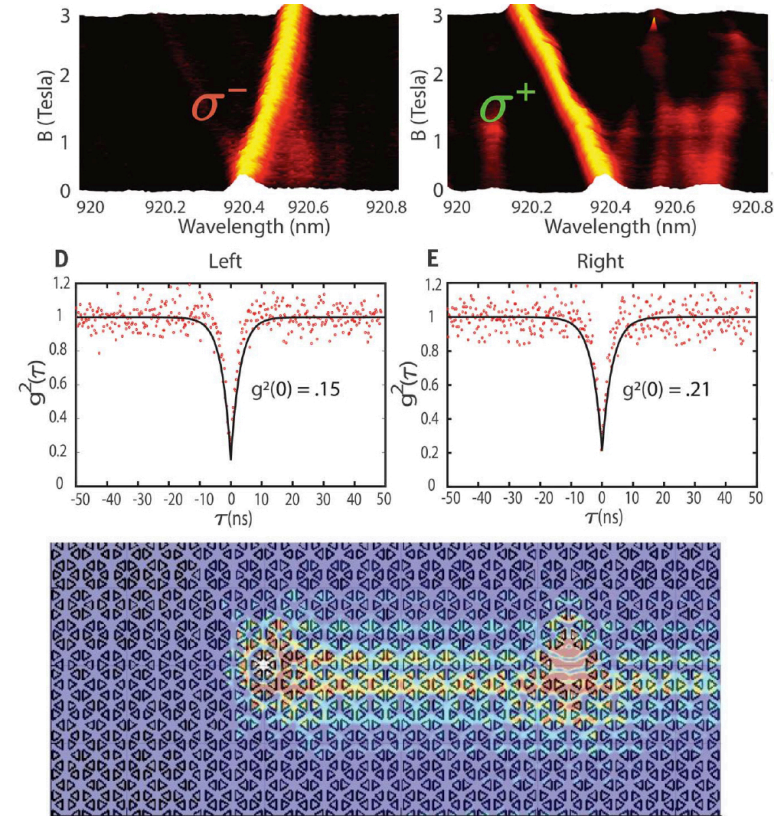 3
2
1
0
B (Tesla)
σ−
920 920.2 920.4 920.6 920.8
Wavelength (nm)
3
2
1
0
B (Tesla)
σ+
920 920.2 920.4 920.6 920.8
Wavelength (nm)
D Left
1.2
1
0.8
0.6
0.4
0.2
0
g²(τ)
g²(0) = .15
-50 -40 -30 -20 -10 0 10 20 30 40 50
τ(ns)
E Right
1.2
1
0.8
0.6
0.4
0.2
0
g²(τ)
g²(0) = .21
-50 -40 -30 -20 -10 0 10 20 30 40 50
τ(ns)